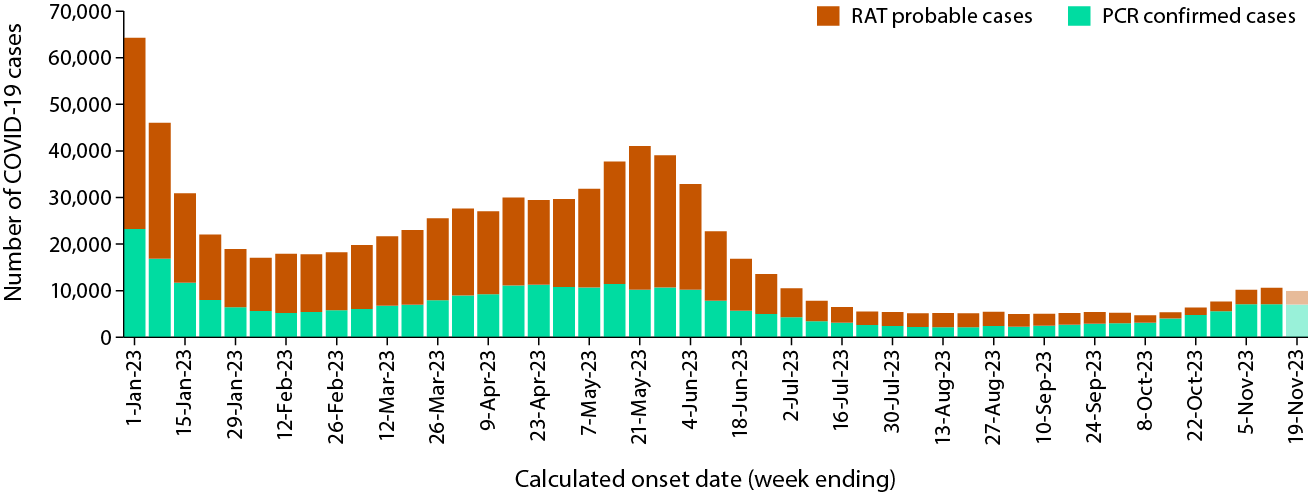 Number of COVID-19 cases
70,000
60,000
50,000
40,000
30,000
20,000
10,000
0
RAT probable cases
PCR confirmed cases
1-Jan-23
15-Jan-23
29-Jan-23
12-Feb-23
26-Feb-23
12-Mar-23
26-Mar-23
9-Apr-23
23-Apr-23
7-May-23
21-May-23
4-Jun-23
18-Jun-23
2-Jul-23
16-Jul-23
30-Jul-23
13-Aug-23
27-Aug-23
10-Sep-23
24-Sep-23
8-Oct-23
22-Oct-23
5-Nov-23
19-Nov-23
Calculated onset date (week ending)